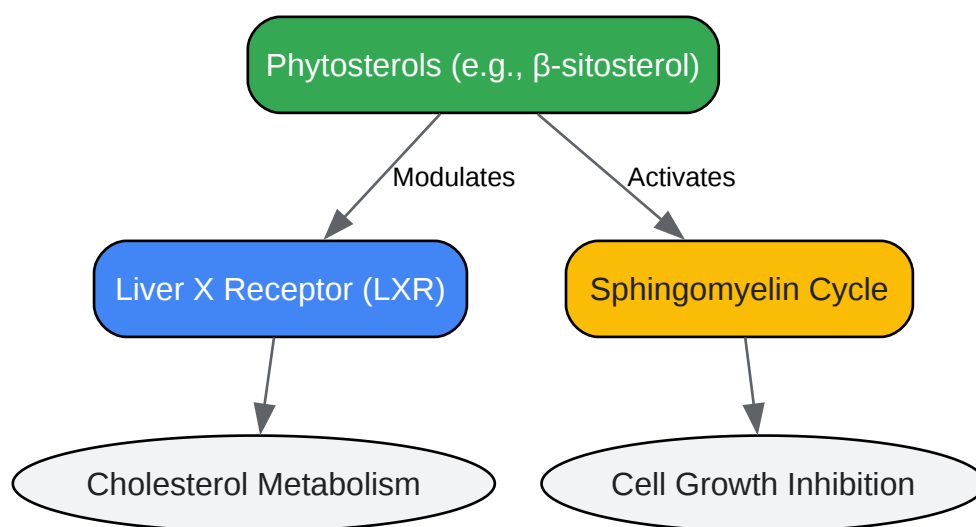 Phytosterols (e.g., β-sitosterol)
Modulates
Activates
Liver X Receptor (LXR)
Sphingomyelin Cycle
Cholesterol Metabolism
Cell Growth Inhibition